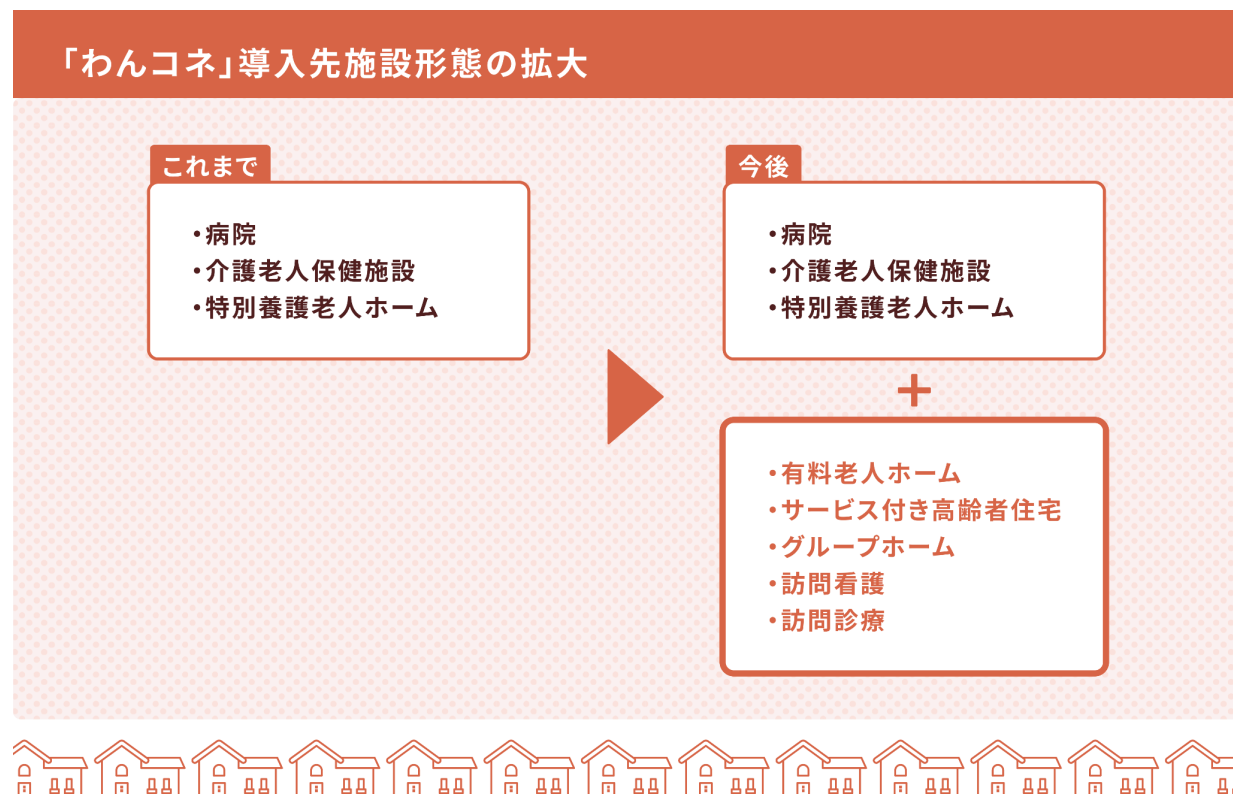 「わんコネ」導入先施設形態の拡大
これまで
・病院
・介護老人保健施設
・特別養護老人ホーム
今後
・病院
・介護老人保健施設
・特別養護老人ホーム
+
・有料老人ホーム
・サービス付き高齢者住宅
・グループホーム
・訪問看護
・訪問診療